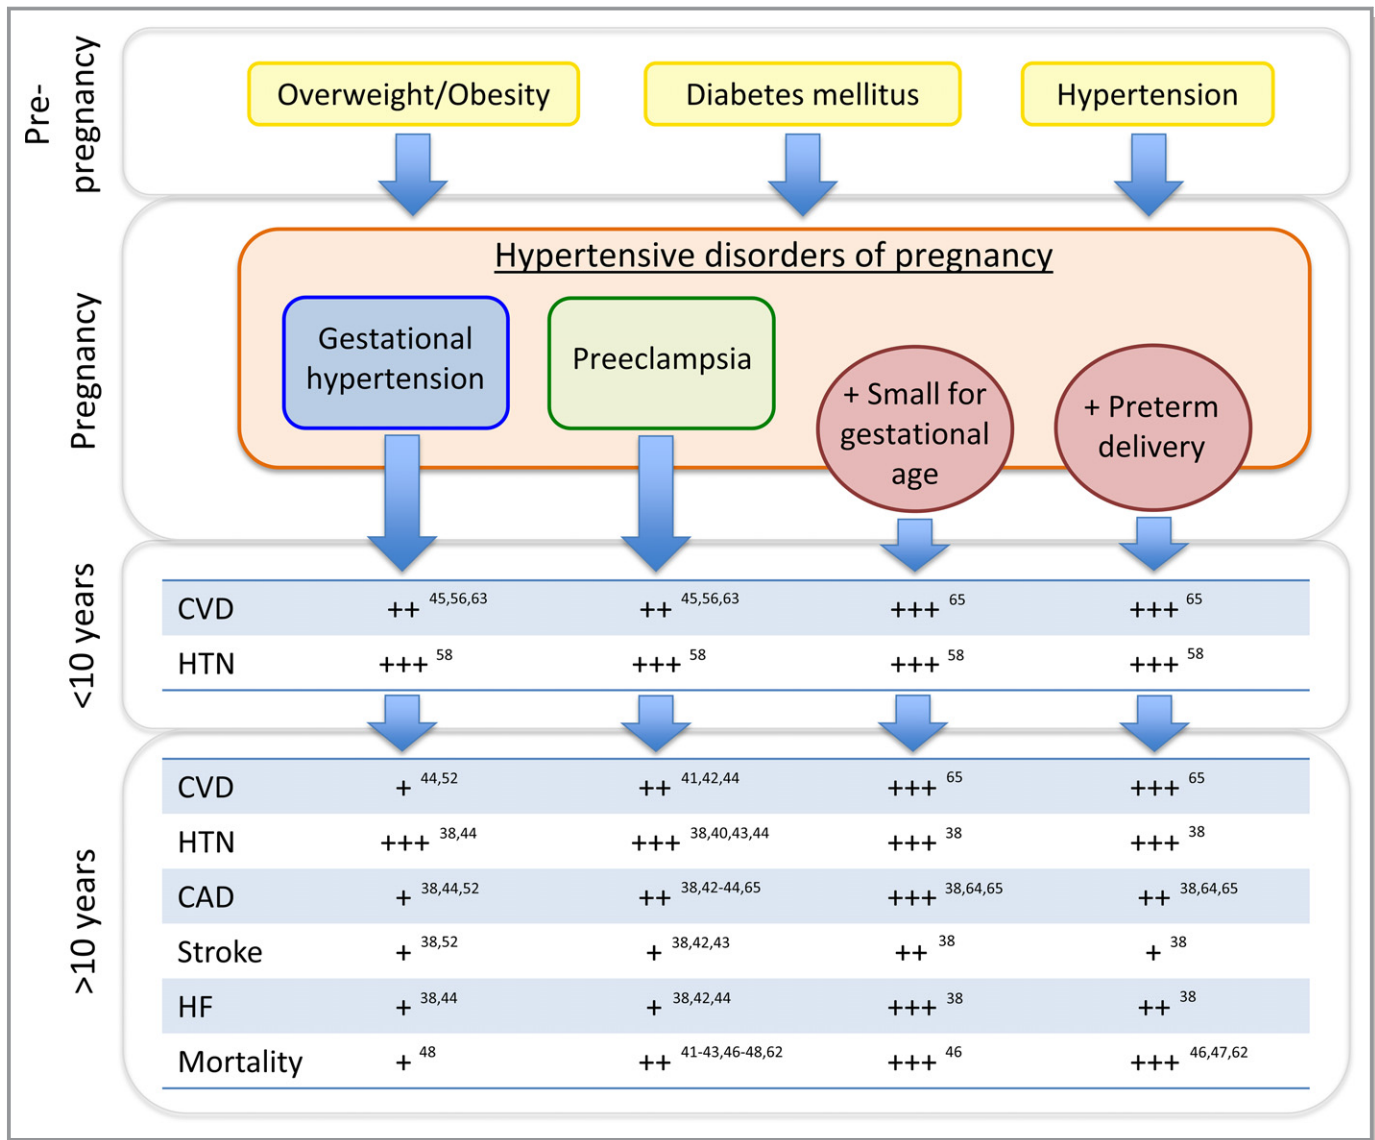 Pre-
pregnancy
Overweight/Obesity
Diabetes mellitus
Hypertension
Pregnancy
Hypertensive disorders of pregnancy
Gestational
hypertension
Preeclampsia
+ Small for
gestational
age
+ Preterm
delivery
<10 years
CVD ++ 45,56,63 ++ 45,56,63 +++ 65 +++ 65
HTN +++ 58 +++ 58 +++ 58 +++ 58
>10 years
CVD + 44,52 ++ 41,42,44 +++ 65 +++ 65
HTN +++ 38,44 +++ 38,40,43,44 +++ 38 +++ 38
CAD + 38,44,52 ++ 38,42-44,65 +++ 38,64,65 ++ 38,64,65
Stroke + 38,52 + 38,42,43 ++ 38 + 38
HF + 38,44 + 38,42,44 +++ 38 ++ 38
Mortality + 48 ++ 41-43,46-48,62 +++ 46 +++ 46,47,62